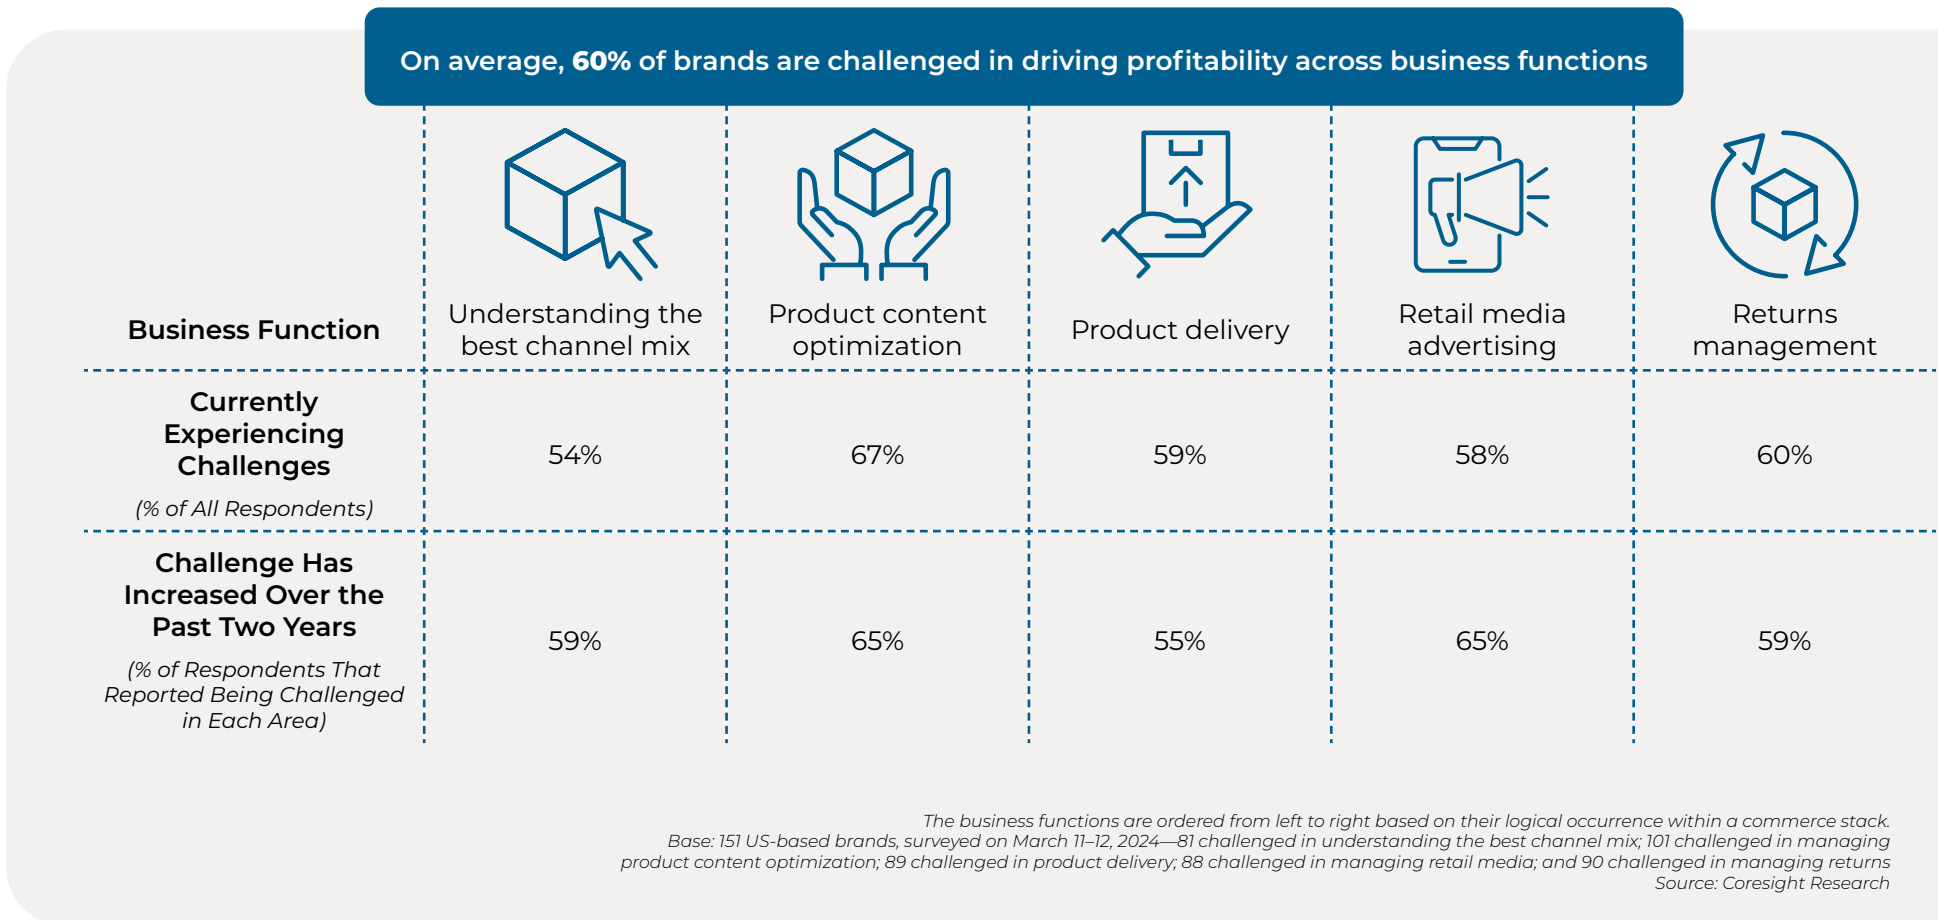 On average, 60% of brands are challenged in driving profitability across business functions
Business Function
Understanding the
best channel mix
Product content
optimization
Product delivery
Retail media
advertising
Returns
management
Currently
Experiencing
Challenges
(% of All Respondents)
54%
67%
59%
58%
60%
Challenge Has
Increased Over the
Past Two Years
(% of Respondents That
Reported Being Challenged
in Each Area)
59%
65%
55%
65%
59%
The business functions are ordered from left to right based on their logical occurrence within a commerce stack.
Base: 151 US-based brands, surveyed on March 11–12, 2024—81 challenged in understanding the best channel mix; 101 challenged in managing
product content optimization; 89 challenged in product delivery; 88 challenged in managing retail media; and 90 challenged in managing returns
Source: Coresight Research